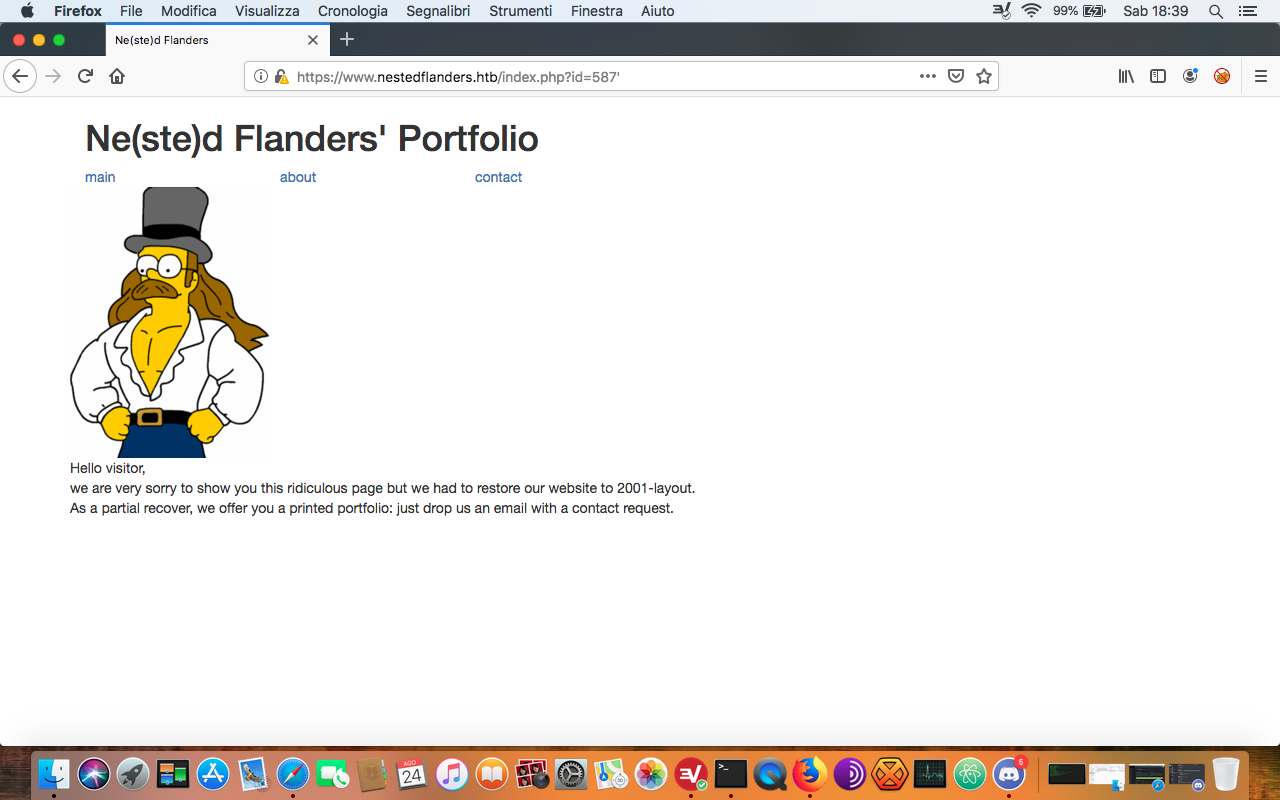 Firefox File Modifica Visualizza Cronologia Segnalibri Strumenti Finestra Aiuto 99% Sab 18:39
Ne(ste)d Flanders
https://www.nestedflanders.htb/index.php?id=587'
Ne(ste)d Flanders' Portfolio
main about contact
Hello visitor,
we are very sorry to show you this ridiculous page but we had to restore our website to 2001-layout.
As a partial recover, we offer you a printed portfolio: just drop us an email with a contact request.
AGO
24
6